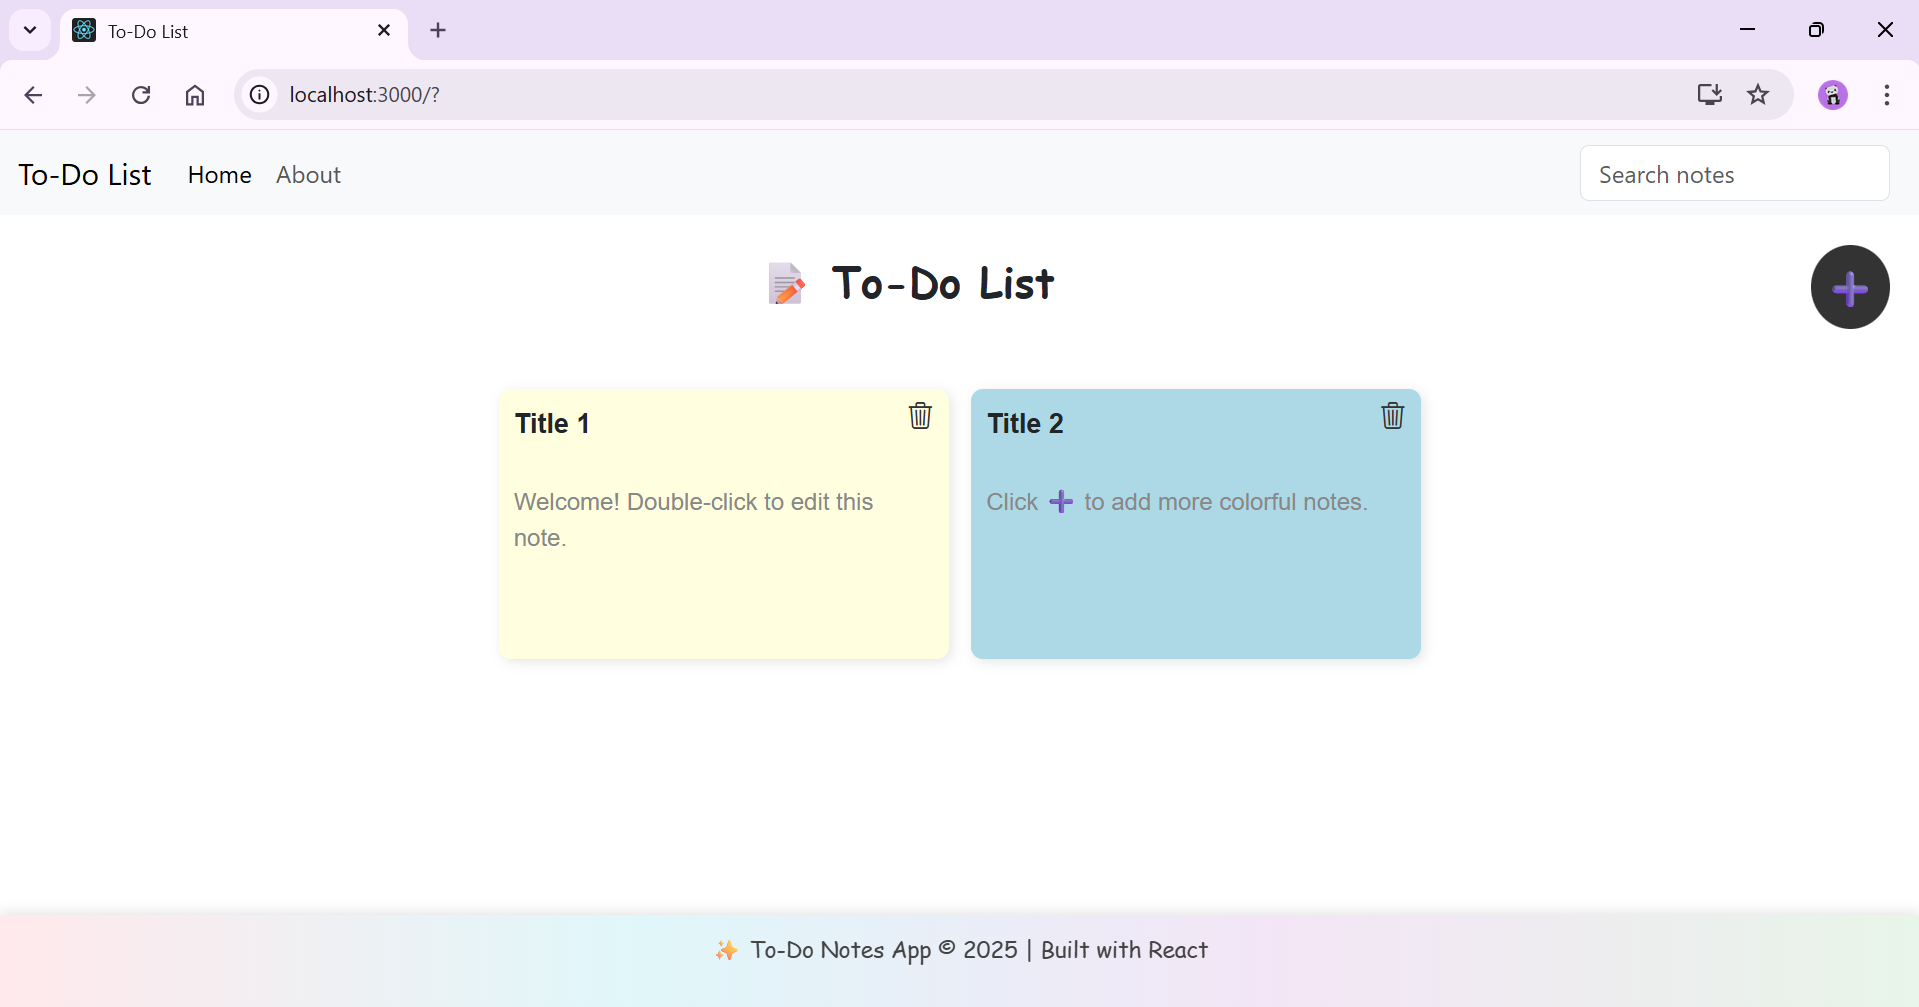 To-Do List
localhost:3000/?
To-Do List Home About Search notes
📝 To-Do List
Title 1
Welcome! Double-click to edit this
note.
Title 2
Click ➕ to add more colorful notes.
✨ To-Do Notes App © 2025 | Built with React